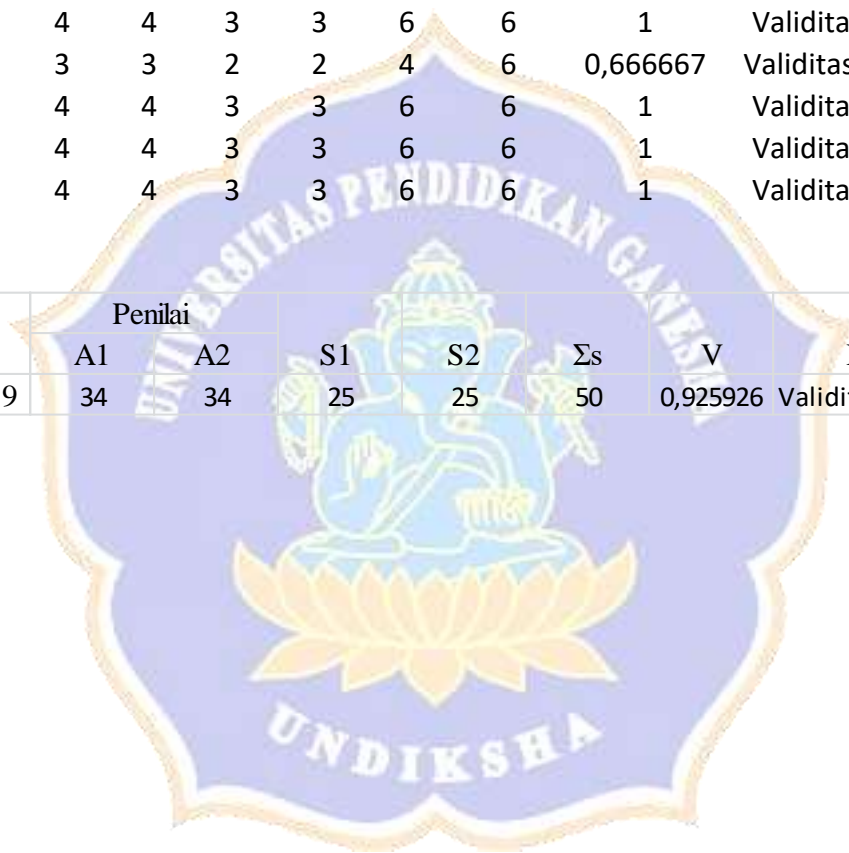 4 4 3 3 6 6 1 Validita
3 3 2 2 4 6 0,666667 Validitas
4 4 3 3 6 6 1 Validita
4 4 3 3 6 6 1 Validita
4 4 3 3 6 6 1 Validita
UNIVERSITAS PENDIDIKAN GANESHA
Penilai
A1 A2 S1 S2 Σs V
9 34 34 25 25 50 0,925926 Validit
UNDIKSHA